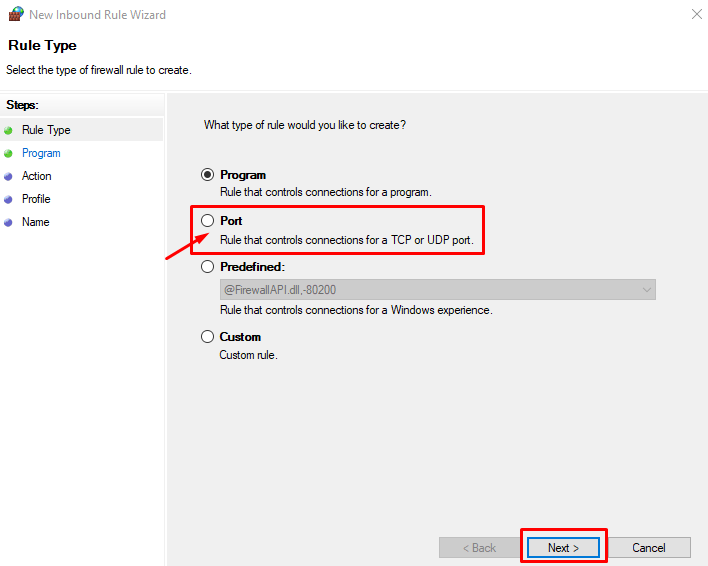 New Inbound Rule Wizard
Rule Type
Select the type of firewall rule to create.
Steps:
Rule Type
Program
Action
Profile
Name
What type of rule would you like to create?
Program
Rule that controls connections for a program.
Port
Rule that controls connections for a TCP or UDP port.
Predefined:
@FirewallAPI.dll,-80200
Rule that controls connections for a Windows experience.
Custom
Custom rule.
< Back
Next >
Cancel